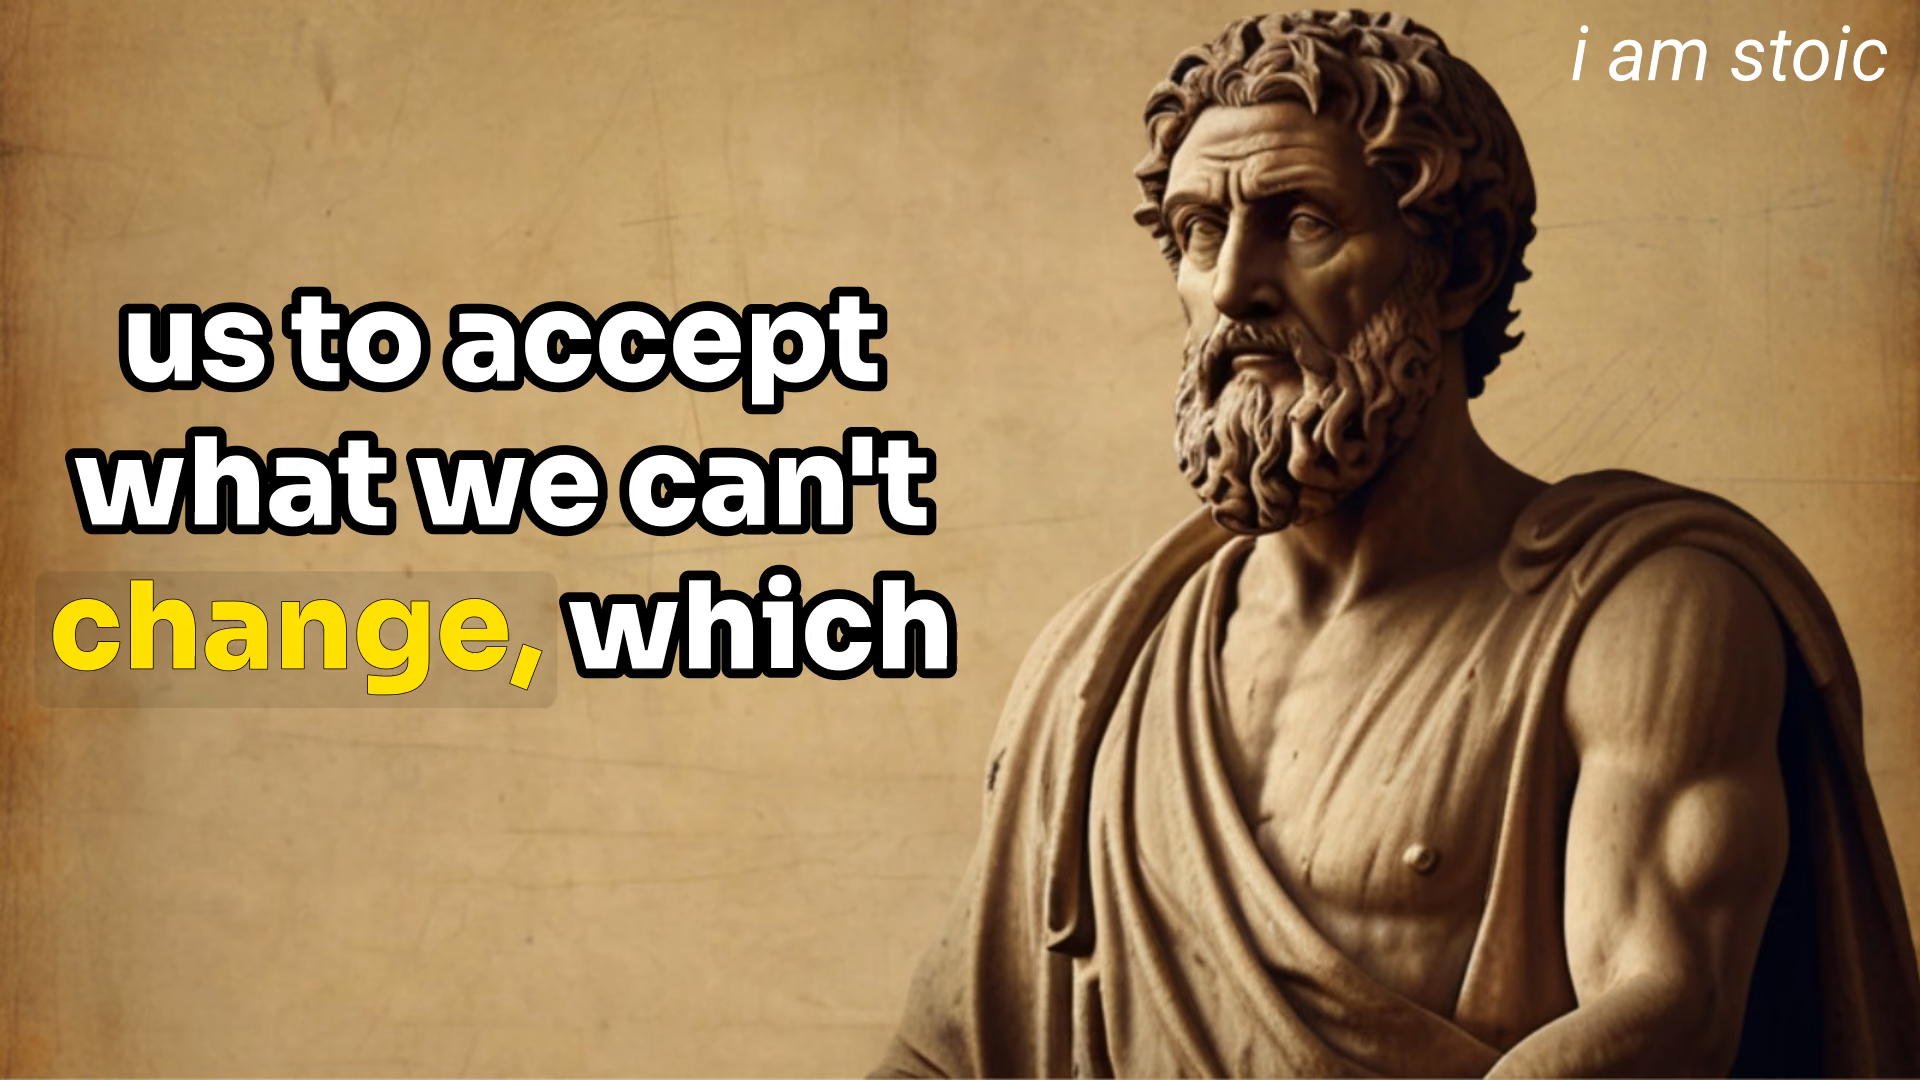 i am stoic
us to accept
what we can't
change, which